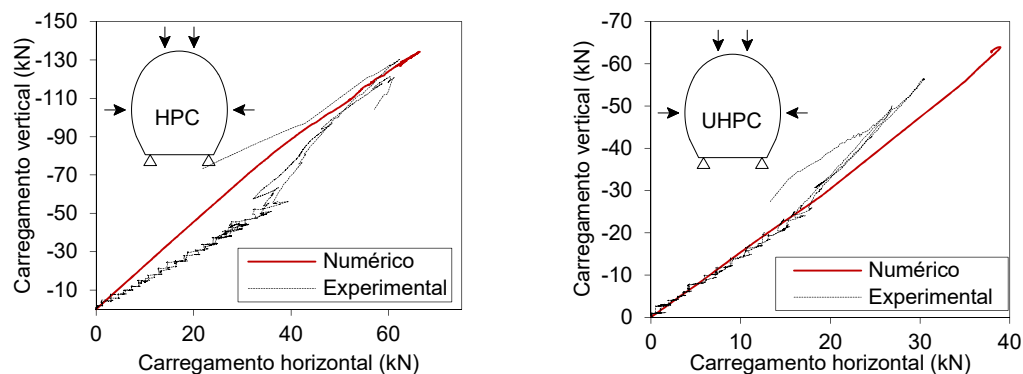 -150
-130
-110
-90
-70
-50
-30
-10
0
20
40
60
Carregamento vertical (kN)
Carregamento horizontal (kN)
HPC
Numérico
Experimental
-70
-60
-50
-40
-30
-20
-10
0
0
10
20
30
40
Carregamento vertical (kN)
Carregamento horizontal (kN)
UHPC
Numérico
Experimental